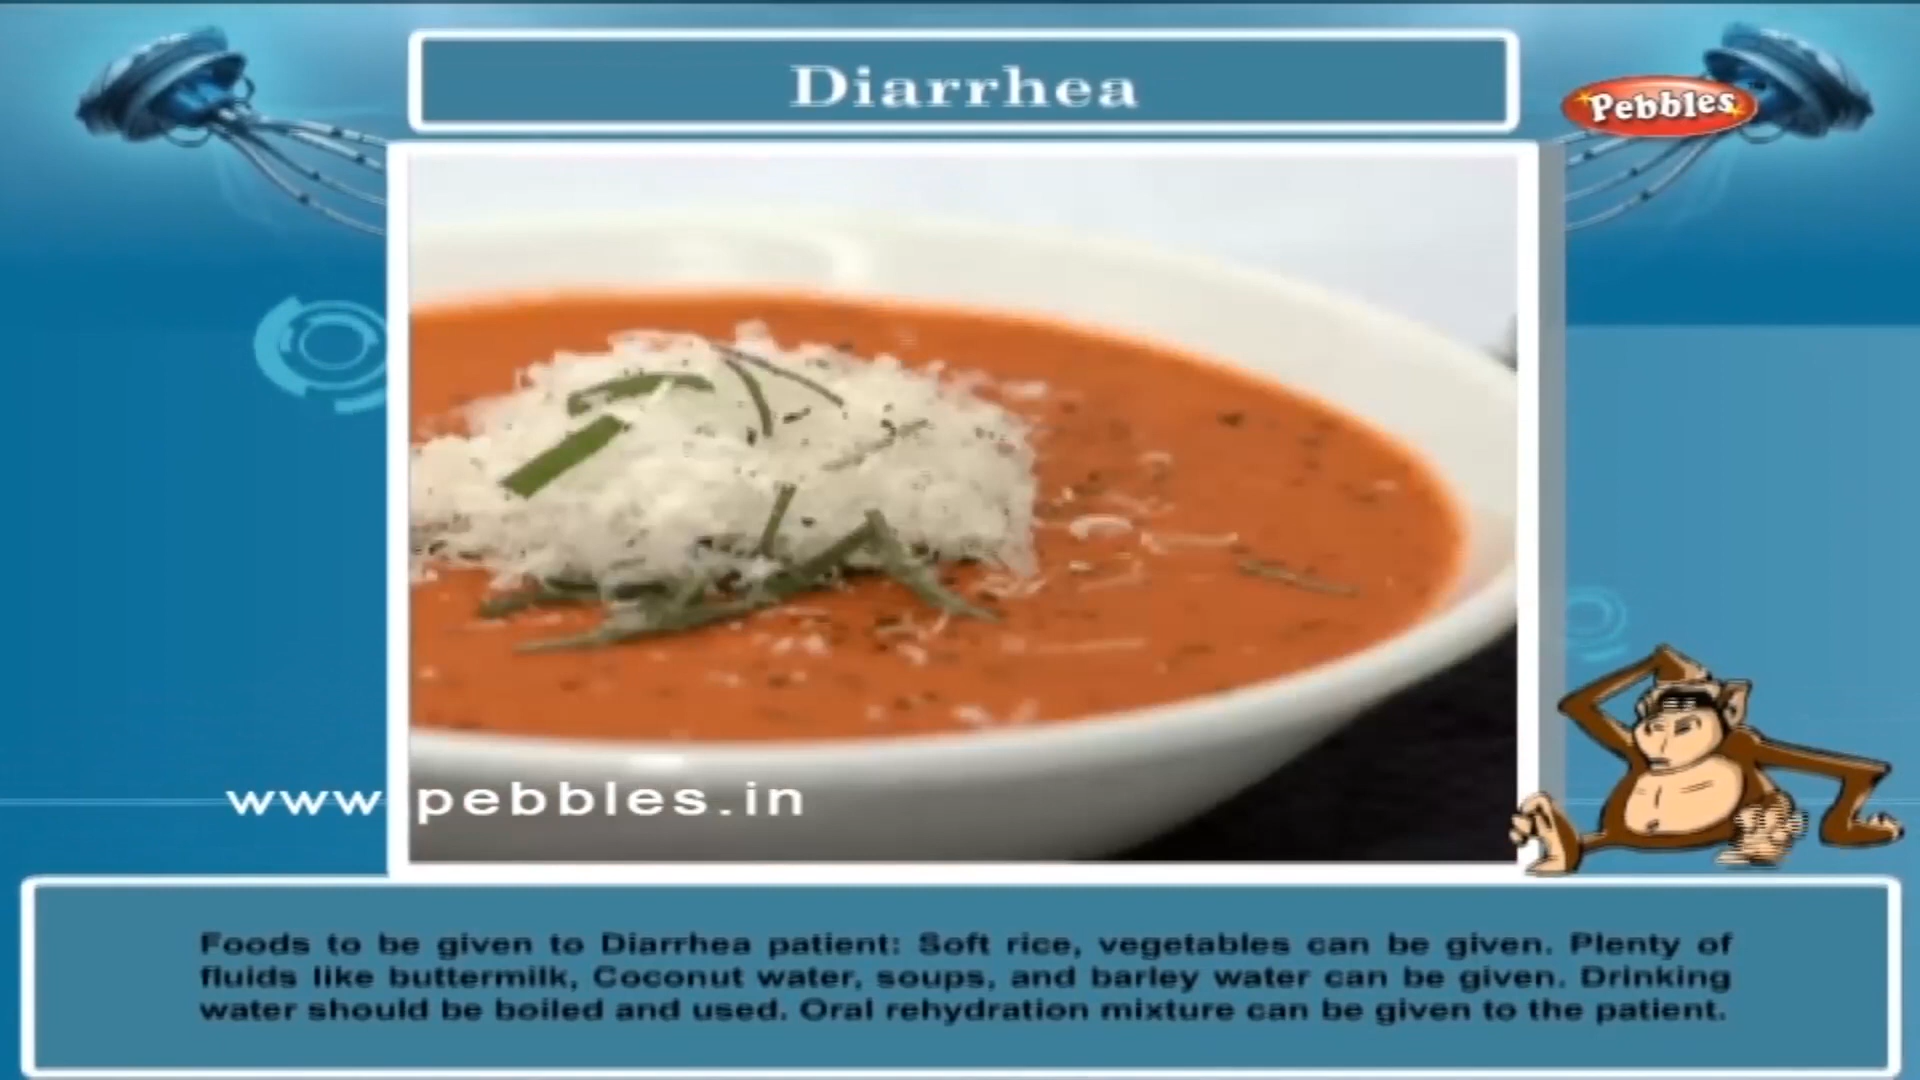 Diarrhea
Pebbles
www.pebbles.in
Foods to be given to Diarrhea patient: Soft rice, vegetables can be given. Plenty of
fluids like buttermilk, Coconut water, soups, and barley water can be given. Drinking
water should be boiled and used. Oral rehydration mixture can be given to the patient.